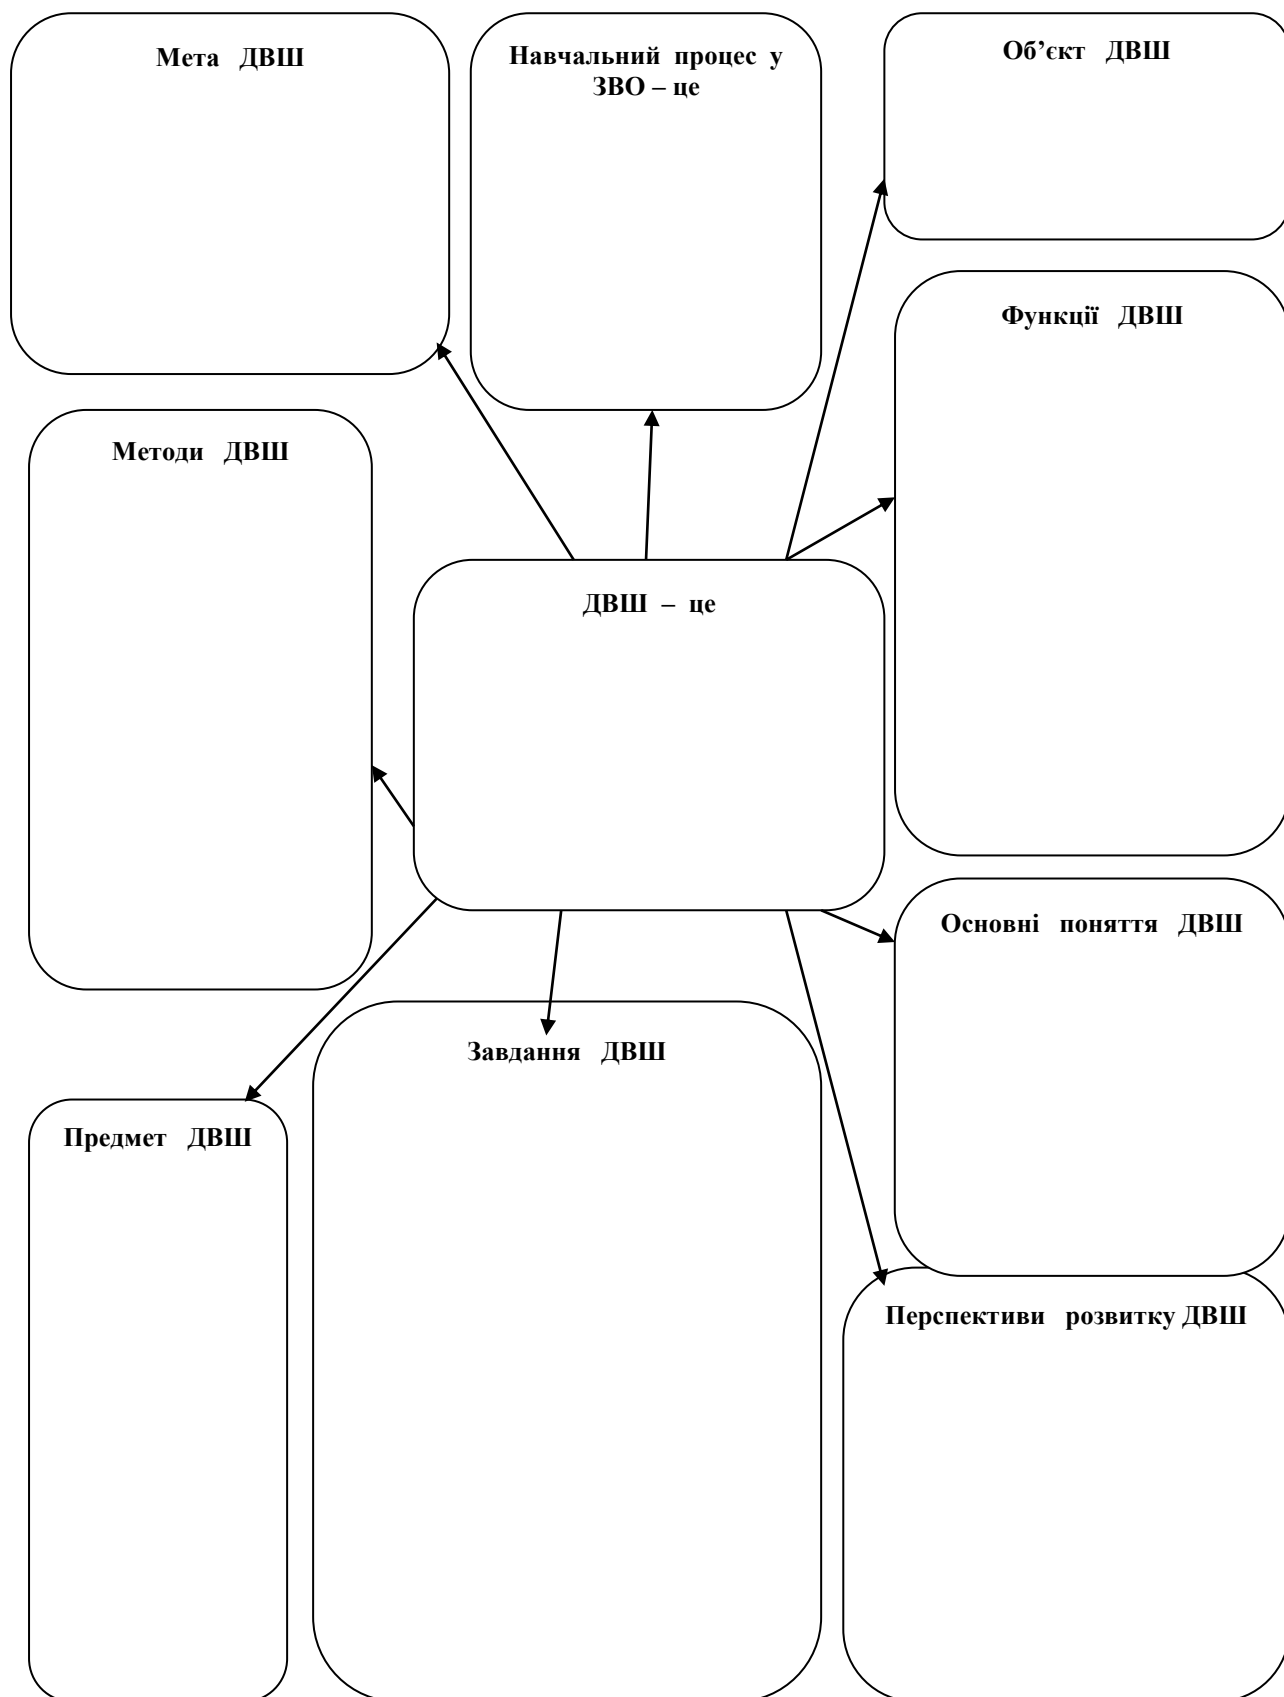 Мета ДВШ
Навчальний процес у
ЗВО – це
Об’єкт ДВШ
Функції ДВШ
Методи ДВШ
ДВШ – це
Основні поняття ДВШ
Завдання ДВШ
Предмет ДВШ
Перспективи розвитку ДВШ